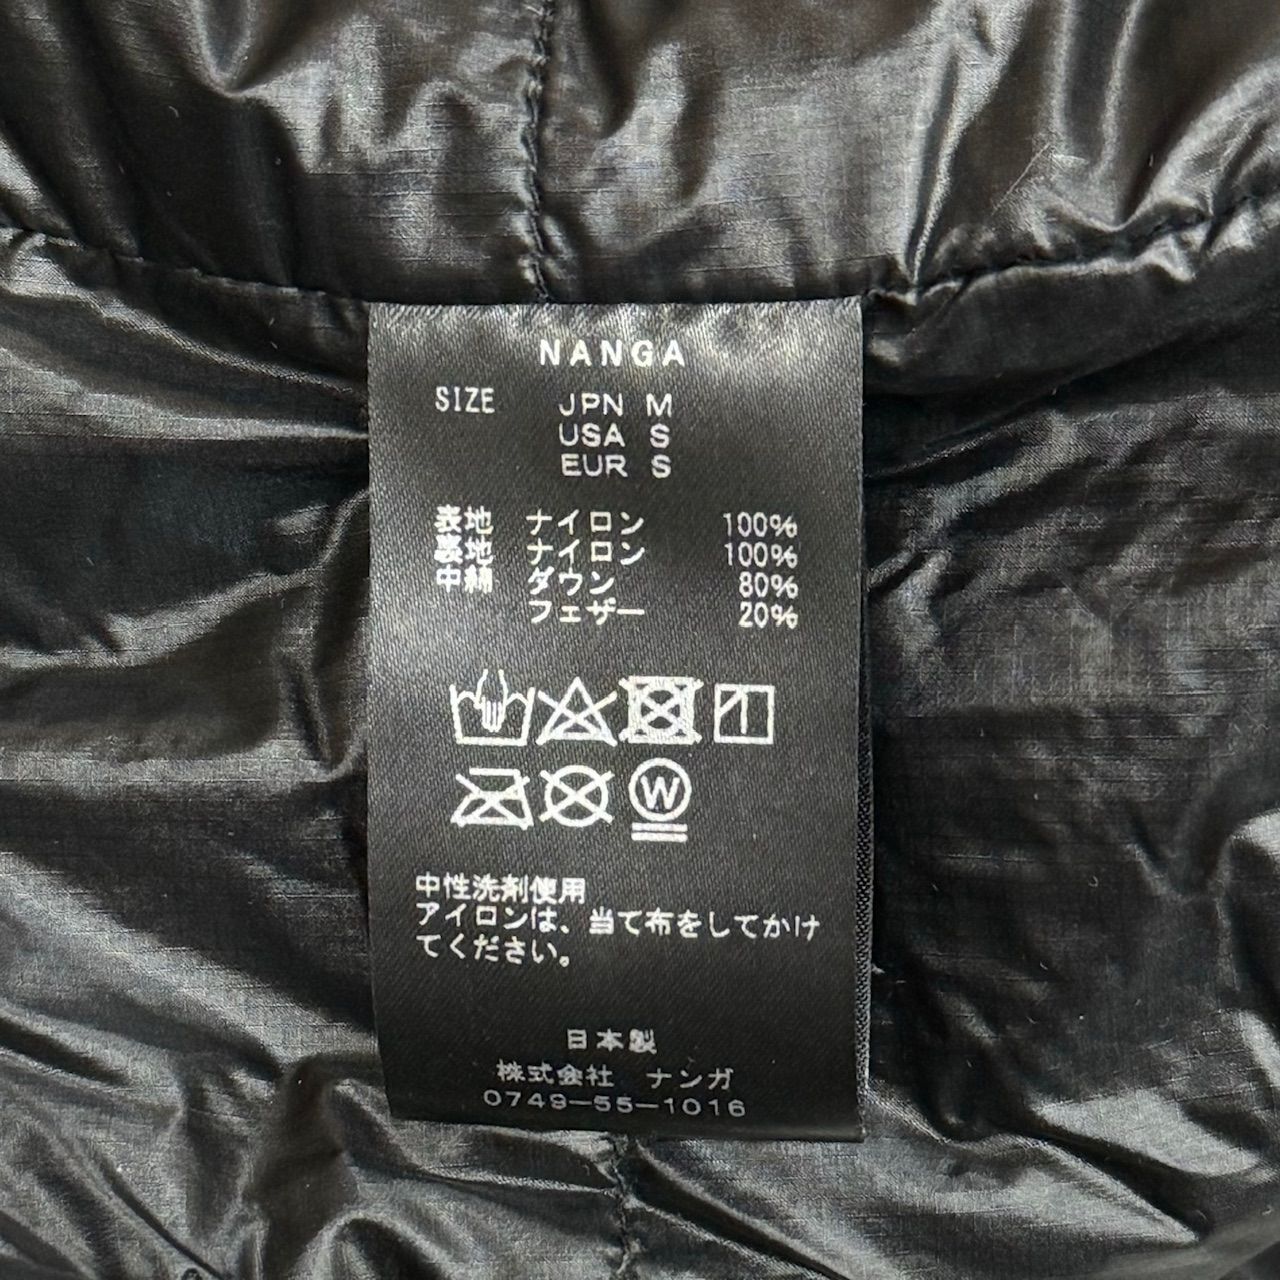 NANGA
SIZE JPN M
USA S
EUR S
表地 ナイロン 100%
裏地 ナイロン 100%
中綿 ダウン 80%
フェザー 20%
W
中性洗剤使用
アイロンは、当て布をしてかけ
てください。
日本製
株式会社 ナンガ
0749-55-1016